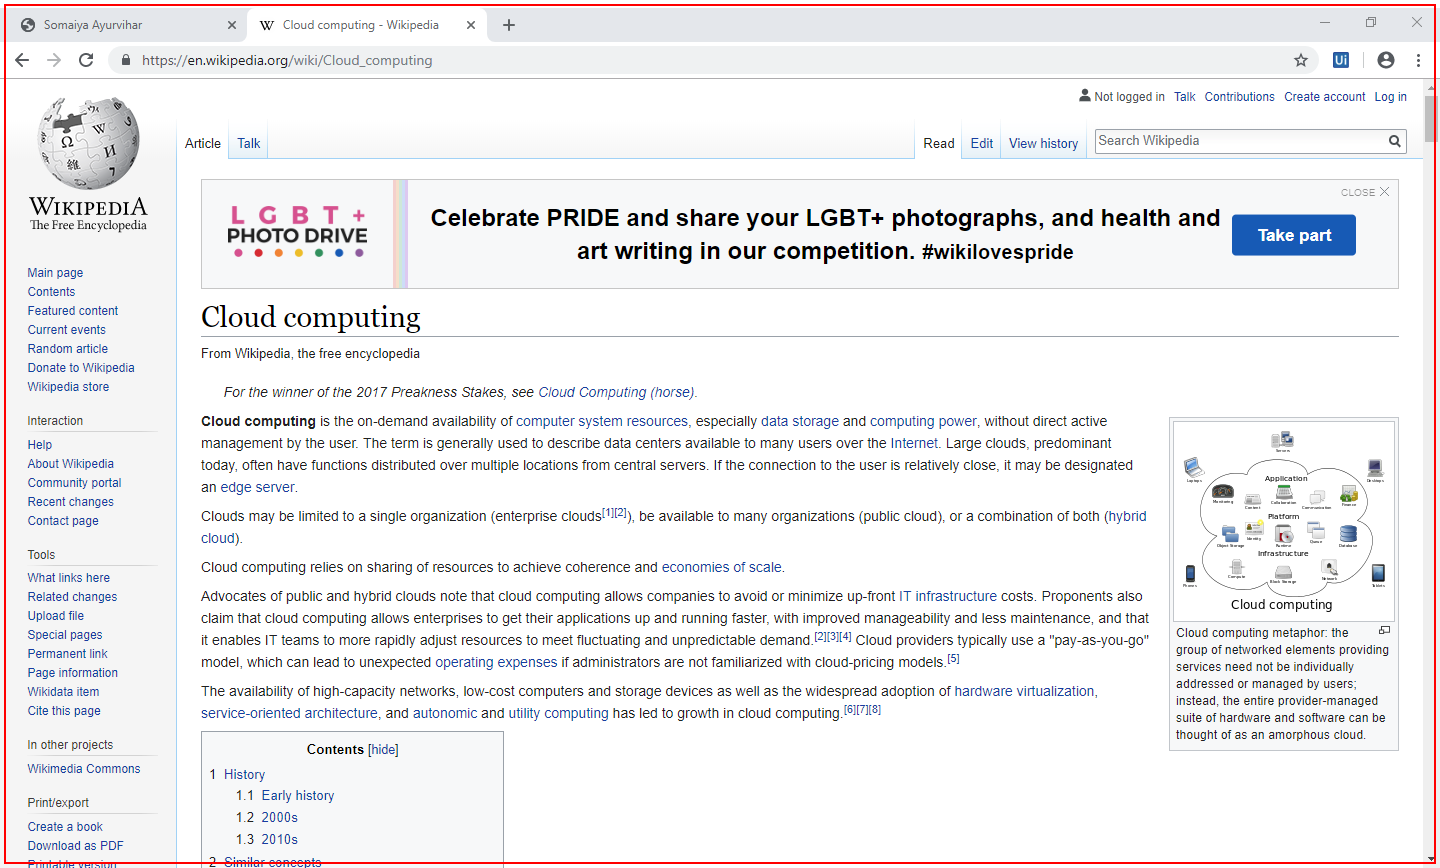 Somaiya Ayurvihar
Cloud computing - Wikipedia
https://en.wikipedia.org/wiki/Cloud_computing
Ui
Not logged in Talk Contributions Create account Log in
Article Talk
Read Edit View history
Search Wikipedia
WIKIPEDIA
The Free Encyclopedia
Main page
Contents
Featured content
Current events
Random article
Donate to Wikipedia
Wikipedia store
Interaction
Help
About Wikipedia
Community portal
Recent changes
Contact page
Tools
What links here
Related changes
Upload file
Special pages
Permanent link
Page information
Wikidata item
Cite this page
In other projects
Wikimedia Commons
Print/export
Create a book
Download as PDF
Printable version
CLOSE
LGBT+
PHOTO DRIVE
Celebrate PRIDE and share your LGBT+ photographs, and health and
art writing in our competition. #wikilovespride
Take part
Cloud computing
From Wikipedia, the free encyclopedia
For the winner of the 2017 Preakness Stakes, see Cloud Computing (horse).
Cloud computing is the on-demand availability of computer system resources, especially data storage and computing power, without direct active
management by the user. The term is generally used to describe data centers available to many users over the Internet. Large clouds, predominant
today, often have functions distributed over multiple locations from central servers. If the connection to the user is relatively close, it may be designated
an edge server.
Clouds may be limited to a single organization (enterprise clouds[1][2]), be available to many organizations (public cloud), or a combination of both (hybrid
cloud).
Cloud computing relies on sharing of resources to achieve coherence and economies of scale.
Advocates of public and hybrid clouds note that cloud computing allows companies to avoid or minimize up-front IT infrastructure costs. Proponents also
claim that cloud computing allows enterprises to get their applications up and running faster, with improved manageability and less maintenance, and that
it enables IT teams to more rapidly adjust resources to meet fluctuating and unpredictable demand.[2][3][4] Cloud providers typically use a "pay-as-you-go"
model, which can lead to unexpected operating expenses if administrators are not familiarized with cloud-pricing models.[5]
The availability of high-capacity networks, low-cost computers and storage devices as well as the widespread adoption of hardware virtualization,
service-oriented architecture, and autonomic and utility computing has led to growth in cloud computing.[6][7][8]
Contents [hide]
1 History
1.1 Early history
1.2 2000s
1.3 2010s
2 Similar concepts
Servers
Laptops
Desktops
Application
Monitoring
Content
Collaboration
Communication
Finance
Platform
Object Storage
Identity
Runtime
Queue
Database
Infrastructure
Compute
Block Storage
Network
Phones
Tablets
Cloud computing
Cloud computing metaphor: the
group of networked elements providing
services need not be individually
addressed or managed by users;
instead, the entire provider-managed
suite of hardware and software can be
thought of as an amorphous cloud.